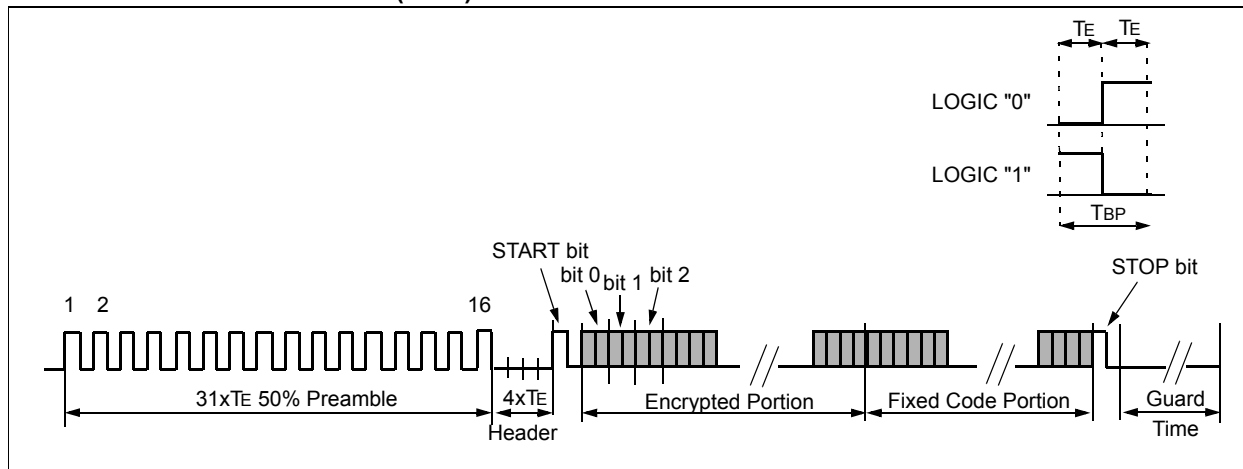 TE TE
LOGIC "0"
LOGIC "1"
TBP
START bit
bit 0 bit 1 bit 2
STOP bit
1 2 16
31xTE 50% Preamble 4xTE Encrypted Portion Fixed Code Portion Guard
Header Time